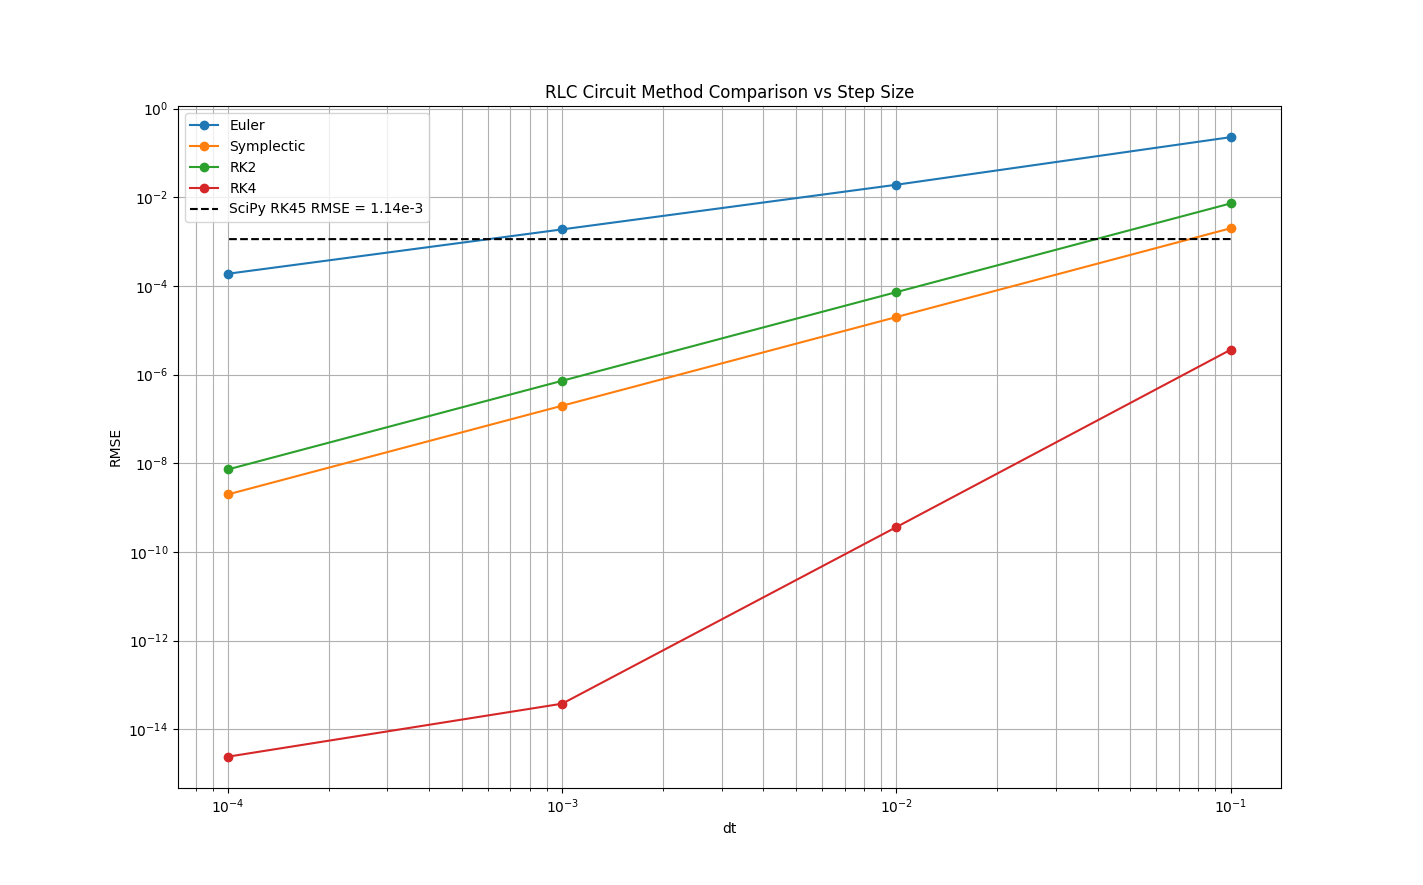 RLC Circuit Method Comparison vs Step Size
Euler
Symplectic
RK2
RK4
SciPy RK45 RMSE = 1.14e-3
RMSE
10⁰
10⁻²
10⁻⁴
10⁻⁶
10⁻⁸
10⁻¹⁰
10⁻¹²
10⁻¹⁴
10⁻⁴ 10⁻³ 10⁻² 10⁻¹
dt